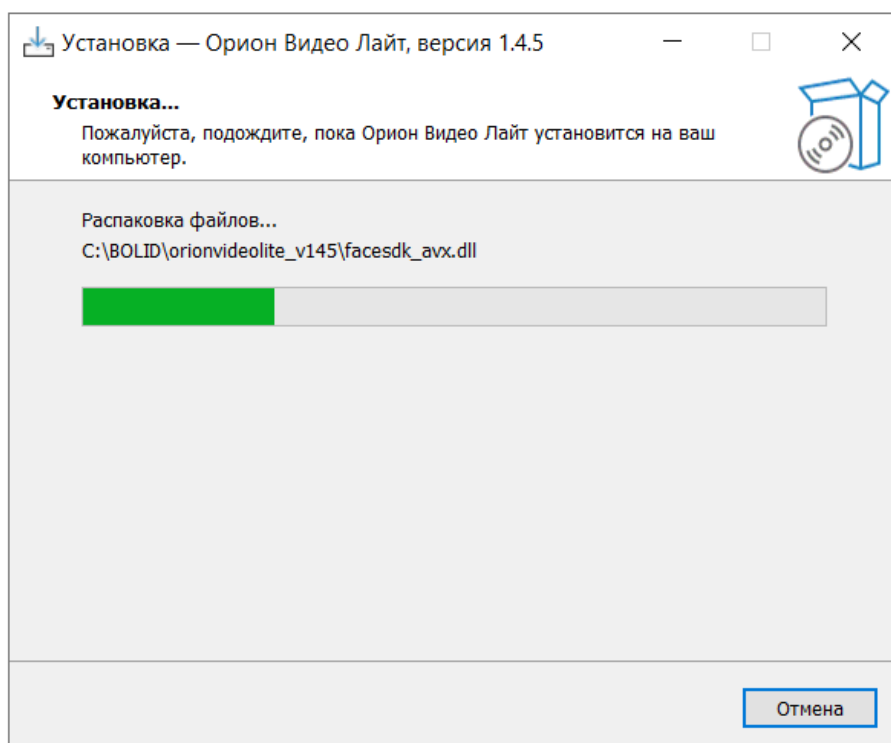 Установка — Орион Видео Лайт, версия 1.4.5
Установка...
Пожалуйста, подождите, пока Орион Видео Лайт установится на ваш
компьютер.
Распаковка файлов...
C:\BOLID\orionvideolite_v145\facesdk_avx.dll
Отмена